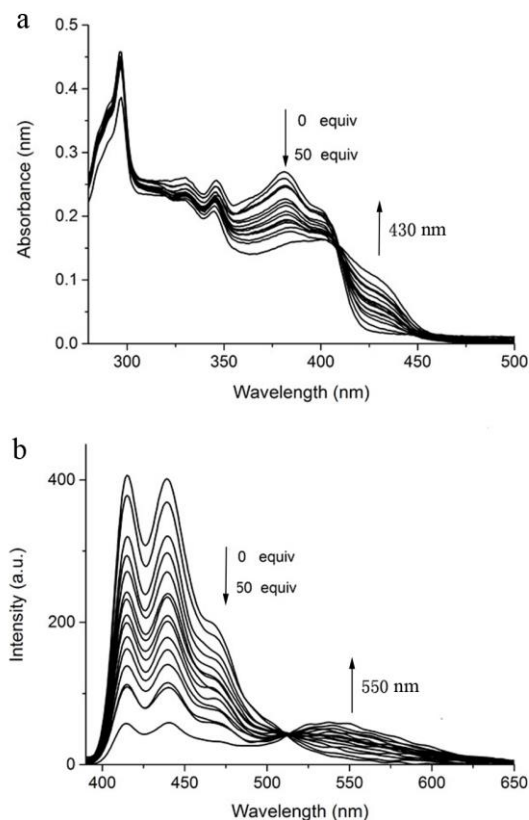 a
0.5
0.4
0.3
0.2
0.1
0.0
Absorbance (nm)
0 equiv
50 equiv
430 nm
300 350 400 450 500
Wavelength (nm)
b
400
200
0
Intensity (a.u.)
0 equiv
50 equiv
550 nm
400 450 500 550 600 650
Wavelength (nm)